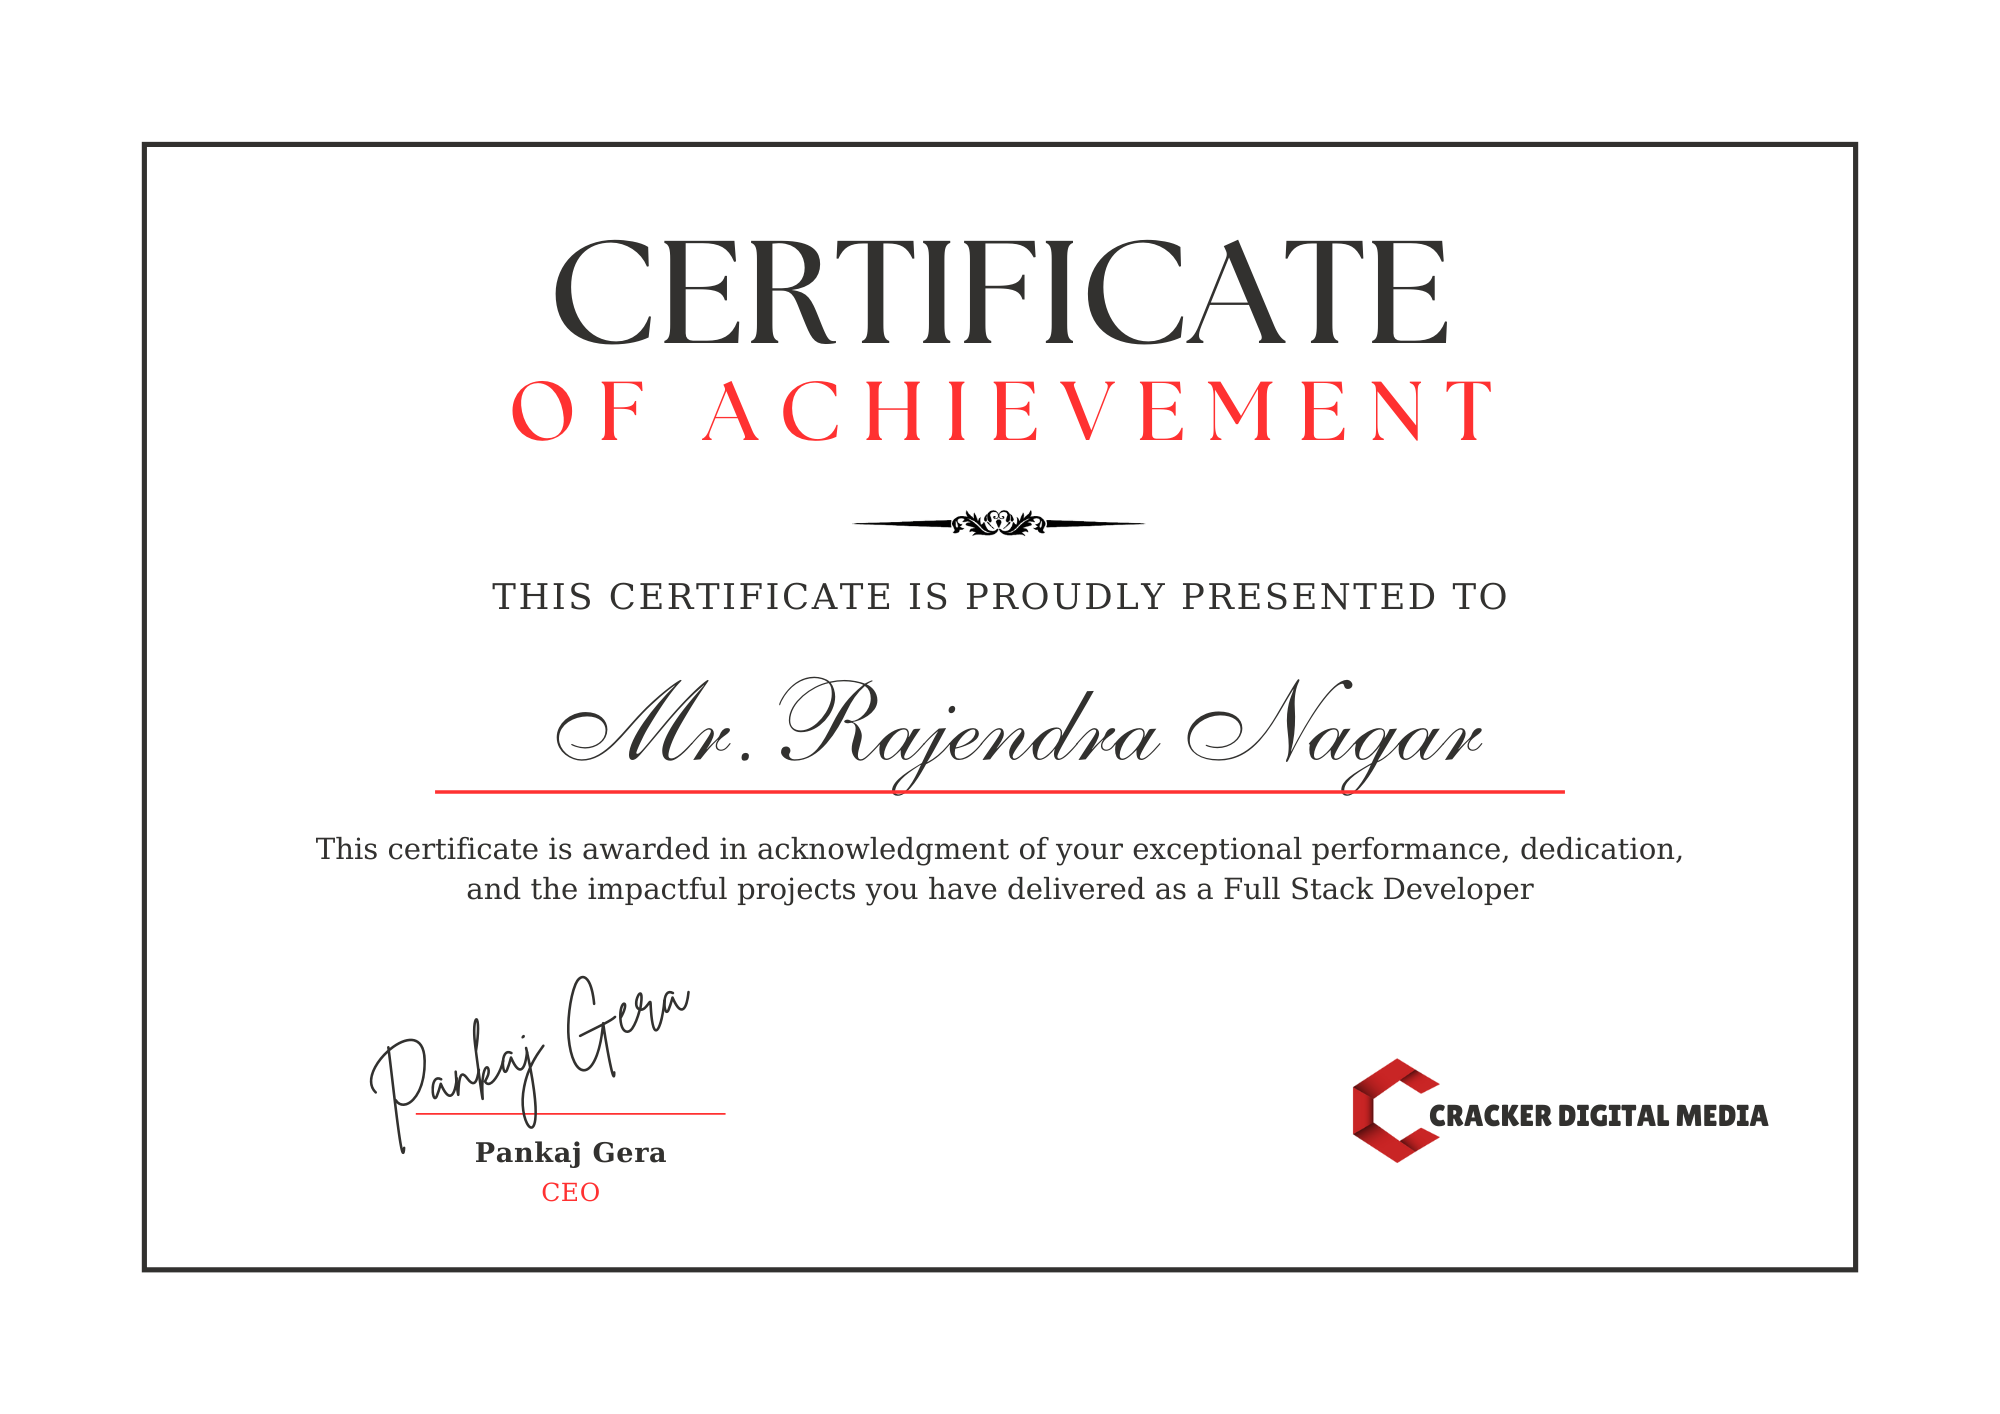 CERTIFICATE
OF ACHIEVEMENT
THIS CERTIFICATE IS PROUDLY PRESENTED TO
Mr. Rajendra Nagar
This certificate is awarded in acknowledgment of your exceptional performance, dedication,
and the impactful projects you have delivered as a Full Stack Developer
Pankaj Gera
Pankaj Gera
CEO
CRACKER DIGITAL MEDIA